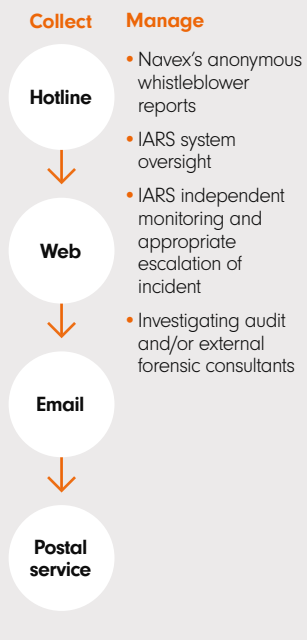 Collect
Hotline
Web
Email
Postal
service
Manage
• Navex's anonymous
whistleblower
reports
• IARS system
oversight
• IARS independent
monitoring and
appropriate
escalation of
incident
• Investigating audit
and/or external
forensic consultants